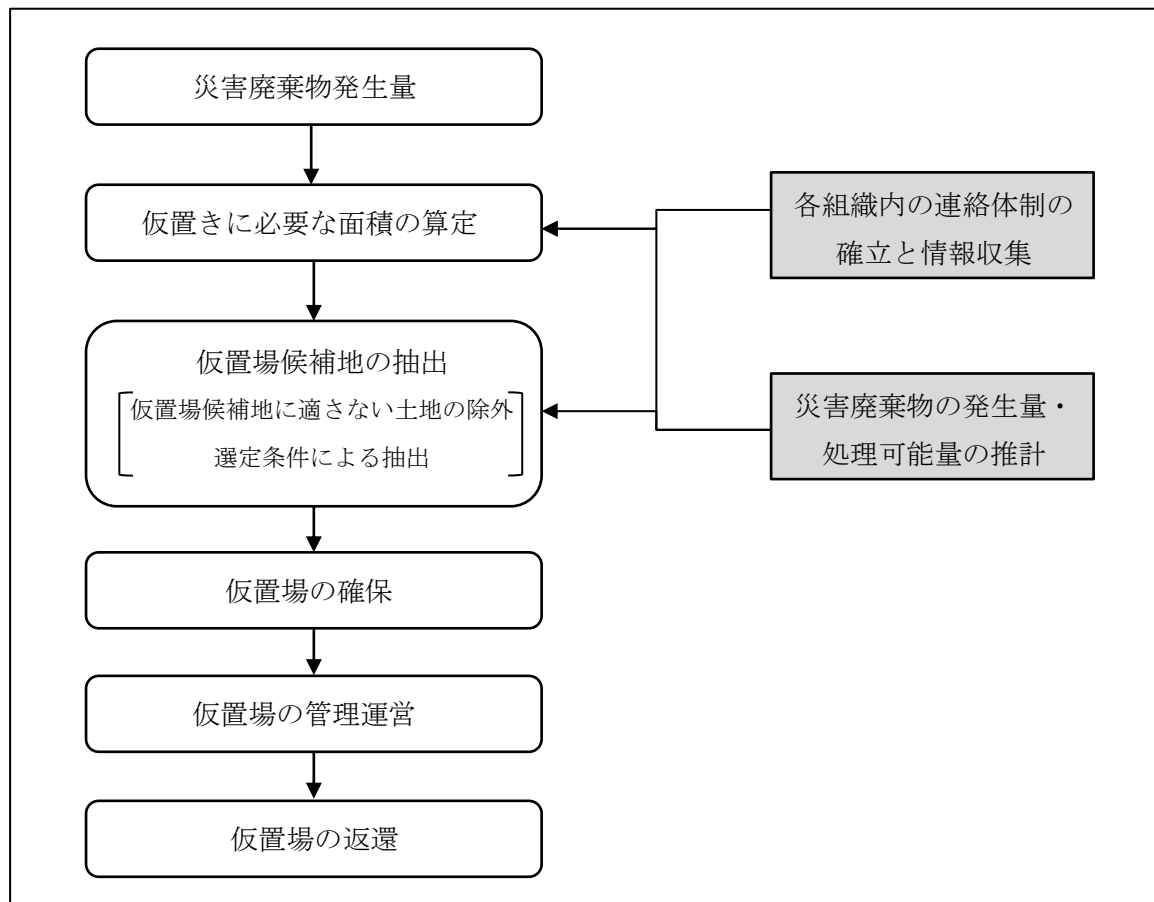 災害廃棄物発生量
仮置きに必要な面積の算定
仮置場候補地の抽出
仮置場候補地に適さない土地の除外
選定条件による抽出
仮置場の確保
仮置場の管理運営
仮置場の返還
各組織内の連絡体制の
確立と情報収集
災害廃棄物の発生量・
処理可能量の推計